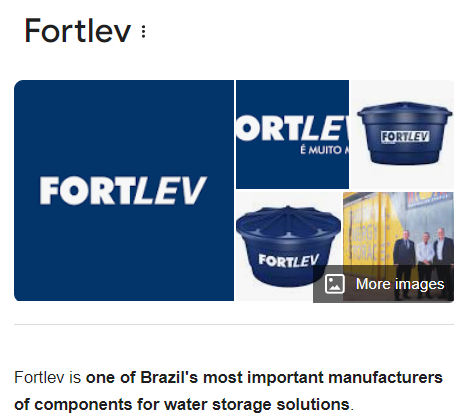 Fortlev
FORTLEV
ORTLEV
É MUITO
FORTLEV
FORTLEV
More images
Fortlev is one of Brazil's most important manufacturers
of components for water storage solutions.